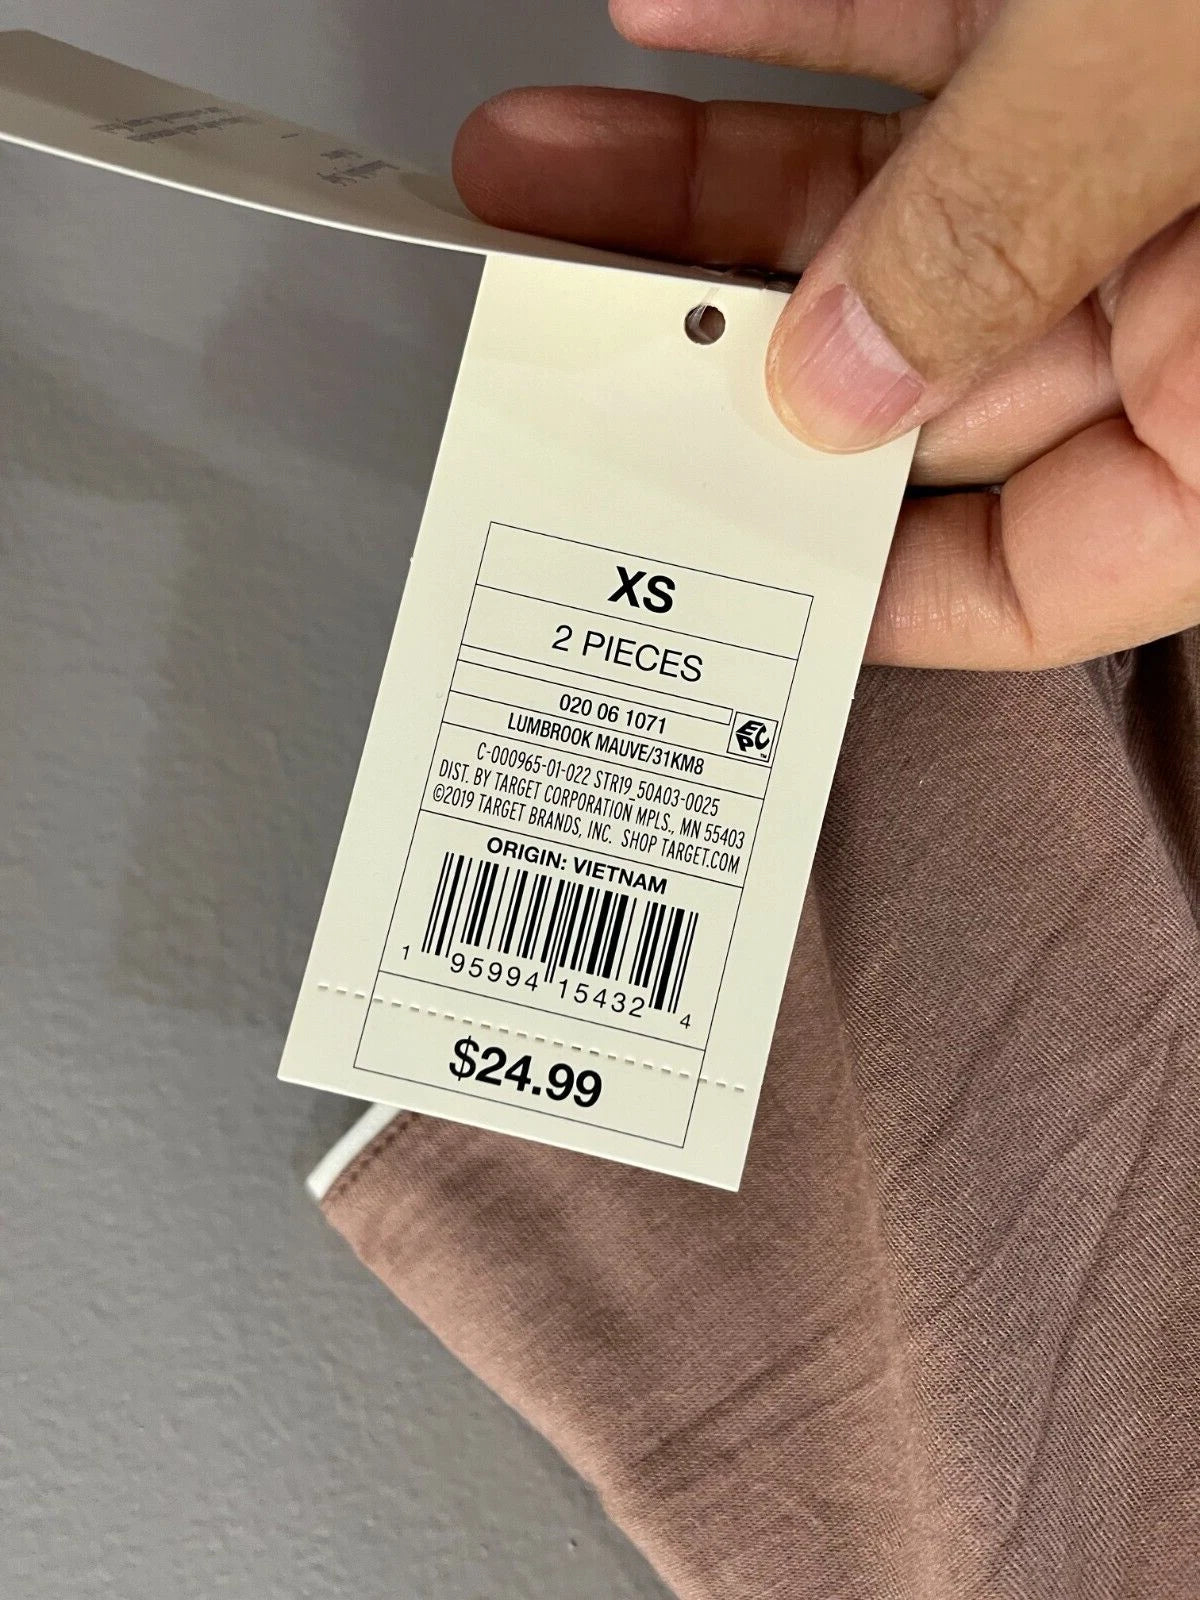 XS
2 PIECES
020 06 1071
LUMBROOK MAUVE/31KM8
C-000965-01-022 STR19_50A03-0025
DIST. BY TARGET CORPORATION MPLS., MN 55403
©2019 TARGET BRANDS, INC. SHOP TARGET.COM
ORIGIN: VIETNAM
1 95994 15432 4
$24.99